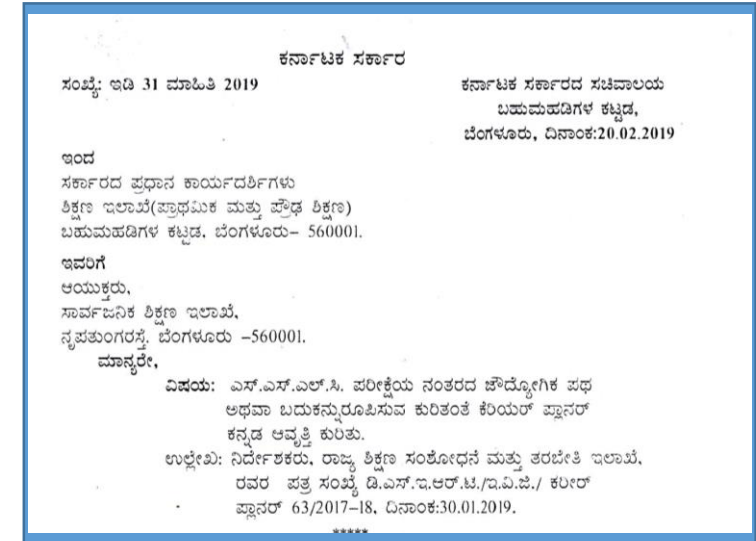 ಕರ್ನಾಟಕ ಸರ್ಕಾರ
ಸಂಖ್ಯೆ: ಇಡಿ 31 ಮಾಹಿತಿ 2019
ಕರ್ನಾಟಕ ಸರ್ಕಾರದ ಸಚಿವಾಲಯ
ಬಹುಮಹಡಿಗಳ ಕಟ್ಟಡ,
ಬೆಂಗಳೂರು, ದಿನಾಂಕ:20.02.2019
ಇಂದ
ಸರ್ಕಾರದ ಪ್ರಧಾನ ಕಾರ್ಯದರ್ಶಿಗಳು
ಶಿಕ್ಷಣ ಇಲಾಖೆ(ಪ್ರಾಥಮಿಕ ಮತ್ತು ಪ್ರೌಢ ಶಿಕ್ಷಣ)
ಬಹುಮಹಡಿಗಳ ಕಟ್ಟಡ, ಬೆಂಗಳೂರು– 560001.
ಇವರಿಗೆ
ಆಯುಕ್ತರು,
ಸಾರ್ವಜನಿಕ ಶಿಕ್ಷಣ ಇಲಾಖೆ,
ನೃಪತುಂಗರಸ್ತೆ, ಬೆಂಗಳೂರು –560001.
ಮಾನ್ಯರೇ,
ವಿಷಯ: ಎಸ್.ಎಸ್.ಎಲ್.ಸಿ. ಪರೀಕ್ಷೆಯ ನಂತರದ ಜೌದ್ಯೋಗಿಕ ಪಥ
ಅಥವಾ ಬದುಕನ್ನುರೂಪಿಸುವ ಕುರಿತಂತೆ ಕೆರಿಯರ್ ಪ್ಲಾನರ್
ಕನ್ನಡ ಆವೃತ್ತಿ ಕುರಿತು.
ಉಲ್ಲೇಖ: ನಿರ್ದೇಶಕರು, ರಾಜ್ಯ ಶಿಕ್ಷಣ ಸಂಶೋಧನೆ ಮತ್ತು ತರಬೇತಿ ಇಲಾಖೆ,
ರವರ ಪತ್ರ ಸಂಖ್ಯೆ ಡಿ.ಎಸ್.ಇ.ಆರ್.ಟಿ./ಇ.ವಿ.ಜಿ./ ಕರೀರ್
ಪ್ಲಾನರ್ 63/2017–18, ದಿನಾಂಕ:30.01.2019.
*****